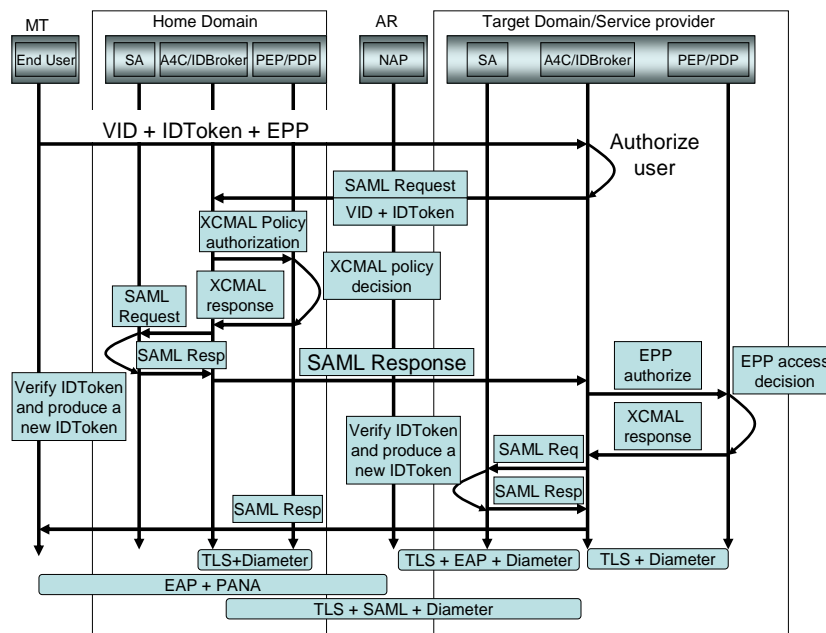 MT
Home Domain
AR
Target Domain/Service provider
End User
SA
A4C/IDBroker
PEP/PDP
NAP
SA
A4C/IDBroker
PEP/PDP
VID + IDToken + EPP
Authorize
user
SAML Request
VID + IDToken
XCMAL Policy
authorization
XCMAL policy
decision
XCMAL
response
SAML
Request
SAML Resp
SAML Response
EPP
authorize
EPP access
decision
Verify IDToken
and produce a
new IDToken
XCMAL
response
Verify IDToken
and produce a
new IDToken
SAML Req
SAML Resp
SAML Resp
TLS+Diameter
TLS + EAP + Diameter
TLS + Diameter
EAP + PANA
TLS + SAML + Diameter